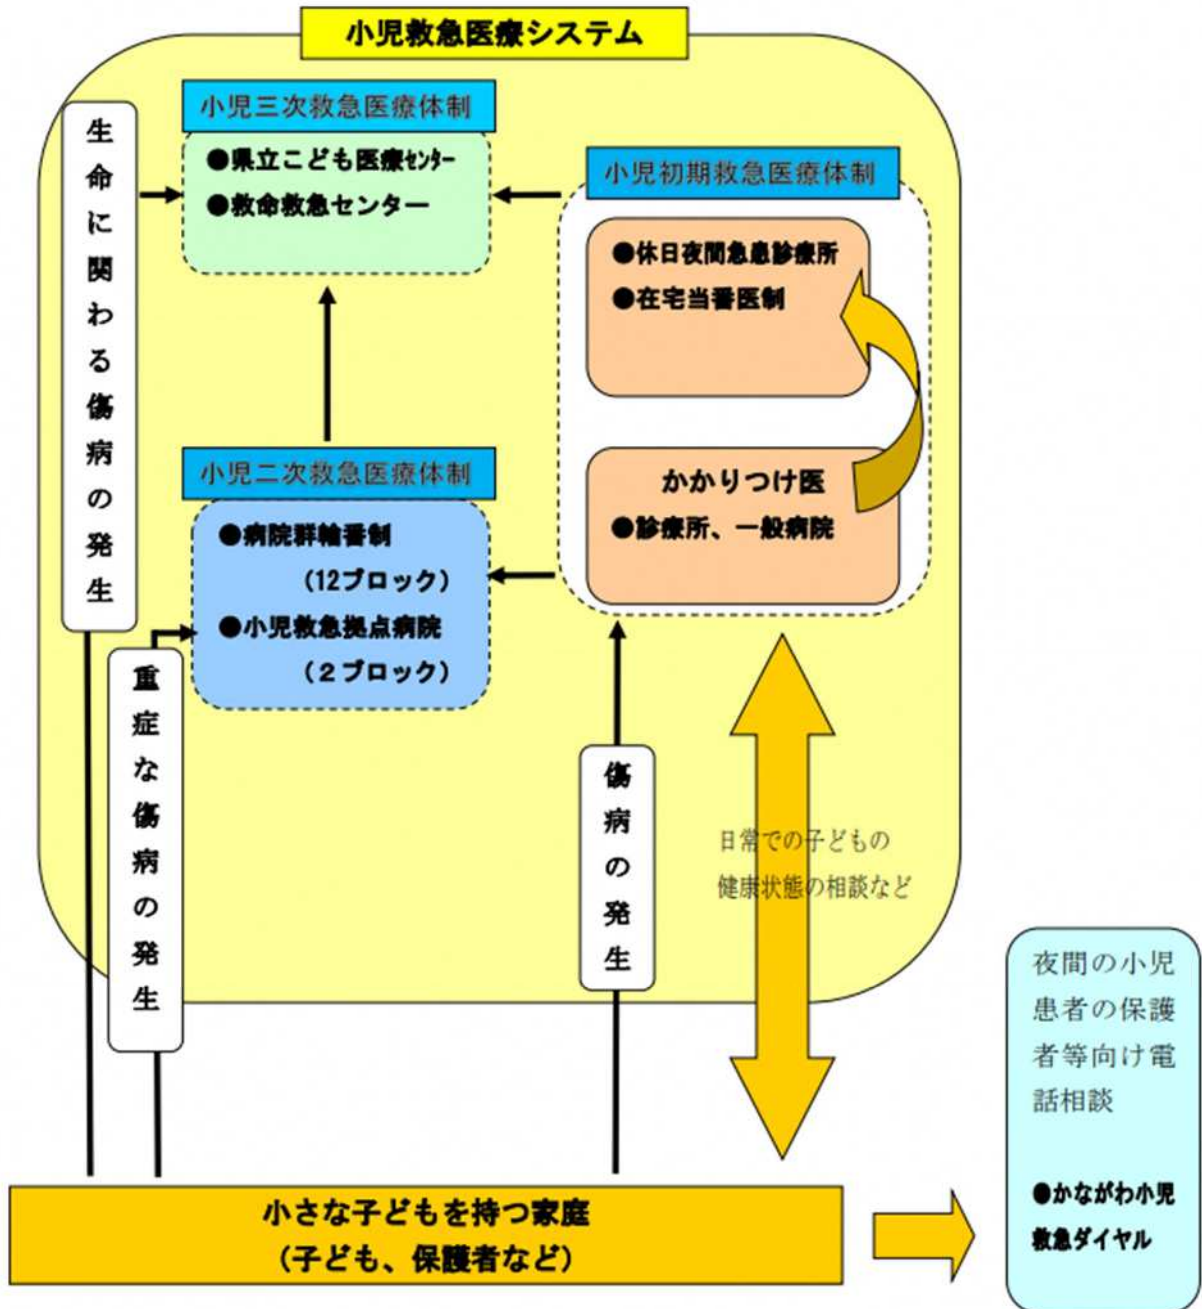 小児救急医療システム
小児三次救急医療体制
●県立こども医療センター
●救命救急センター
生命に関わる傷病の発生
小児初期救急医療体制
●休日夜間急患診療所
●在宅当番医制
かかりつけ医
●診療所、一般病院
小児二次救急医療体制
●病院群輪番制
(12ブロック)
●小児救急拠点病院
(2ブロック)
重症な傷病の発生
傷病の発生
日常での子どもの
健康状態の相談など
夜間の小児
患者の保護
者等向け電
話相談
●かながわ小児
救急ダイヤル
小さな子どもを持つ家庭
(子ども、保護者など)